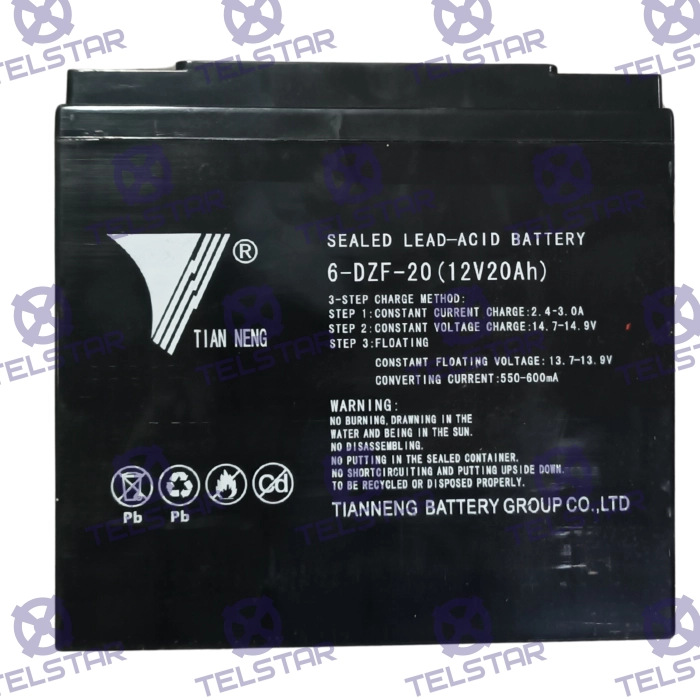 TELSTAR
SEALED LEAD-ACID BATTERY
6-DZF-20(12V20Ah)
3-STEP CHARGE METHOD:
STEP 1:CONSTANT CURRENT CHARGE:2.4-3.0A
STEP 2:CONSTANT VOLTAGE CHARGE:14.7-14.9V
STEP 3:FLOATING
CONSTANT FLOATING VOLTAGE:13.7-13.9V
CONVERTING CURRENT:550-600mA
®
TIAN NENG
WARNING:
NO BURNING,DRAWNING IN THE
WATER AND BEING IN THE SUN.
NO DISASSEMBLING.
NO PUTTING IN THE SEALED CONTAINER.
NO SHORTCIRCUITING AND PUTTING UPSIDE DOWN.
TO BE RECYCLED OR DISPOSED PROPERLY.
TIANNENG BATTERY GROUP CO.,LTD
Cd
Pb Pb